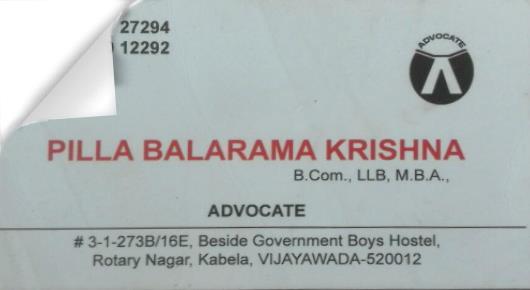 27294
12292
ADVOCATE
PILLA BALARAMA KRISHNA
B.Com., LLB, M.B.A.,
ADVOCATE
# 3-1-273B/16E, Beside Government Boys Hostel,
Rotary Nagar, Kabela, VIJAYAWADA-520012